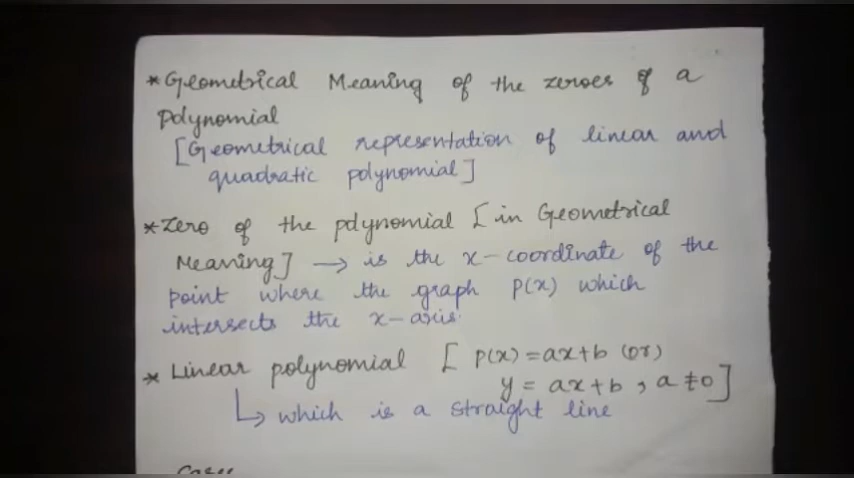 * Geometrical Meaning of the zeroes of a
polynomial
[Geometrical representation of linear and
quadratic polynomial]
* Zero of the polynomial [in Geometrical
Meaning] → is the x-coordinate of the
point where the graph P(x) which
intersects the x-axis.
* Linear polynomial [ P(x) = ax+b (or)
y = ax+b, a ≠ 0 ]
↳ which is a straight line